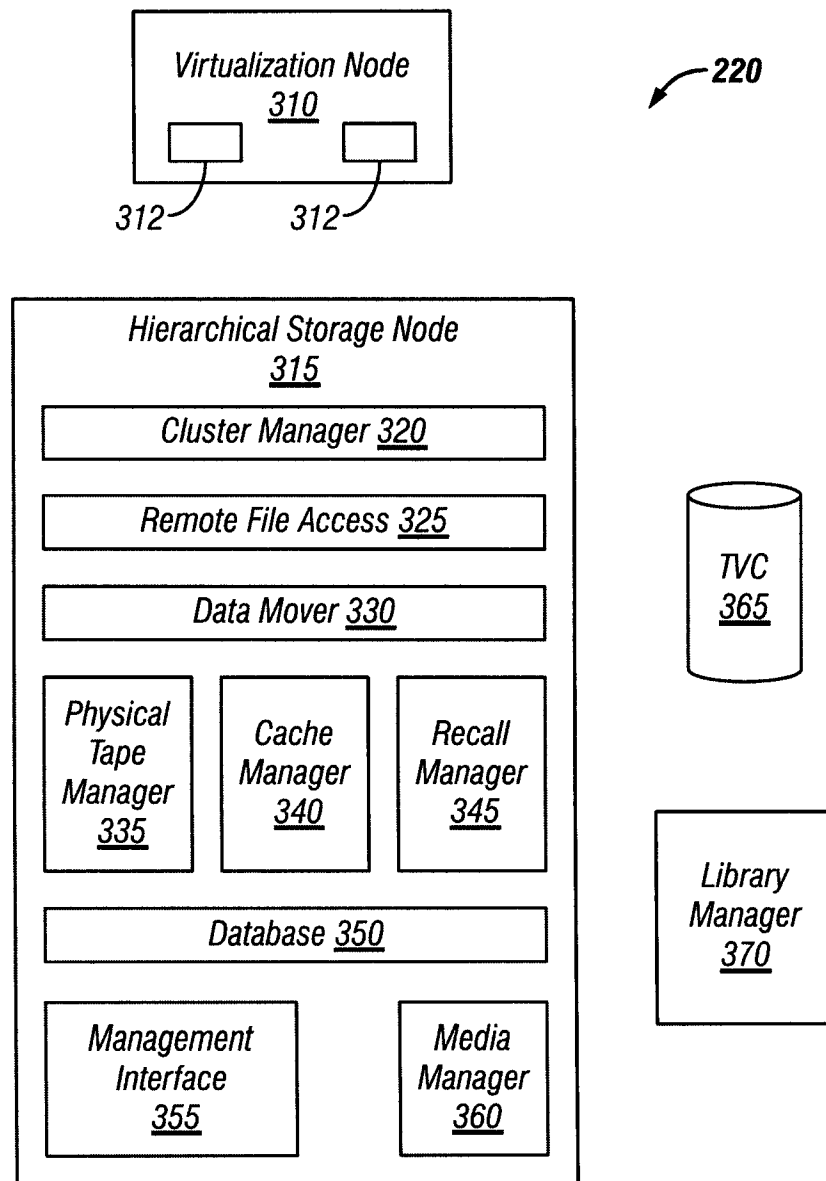 Virtualization Node
310
220
312
312
Hierarchical Storage Node
315
Cluster Manager 320
Remote File Access 325
Data Mover 330
Physical
Tape
Manager
335
Cache
Manager
340
Recall
Manager
345
Database 350
Management
Interface
355
Media
Manager
360
TVC
365
Library
Manager
370